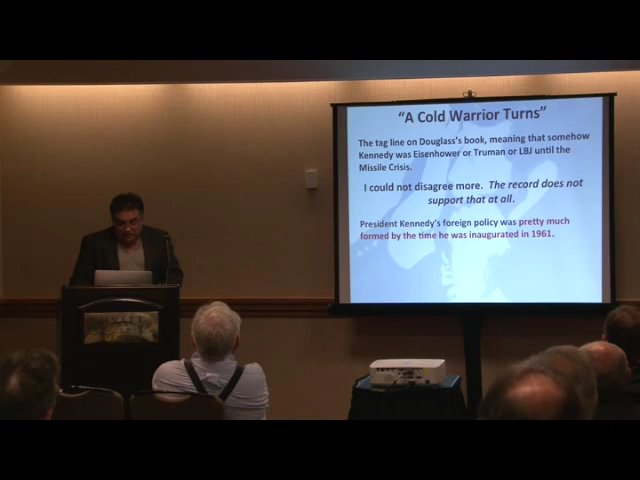 “A Cold Warrior Turns”
The tag line on Douglass’s book, meaning that somehow
Kennedy was Eisenhower or Truman or LBJ until the
Missile Crisis.
I could not disagree more. The record does not
support that at all.
President Kennedy’s foreign policy was pretty much
formed by the time he was inaugurated in 1961.